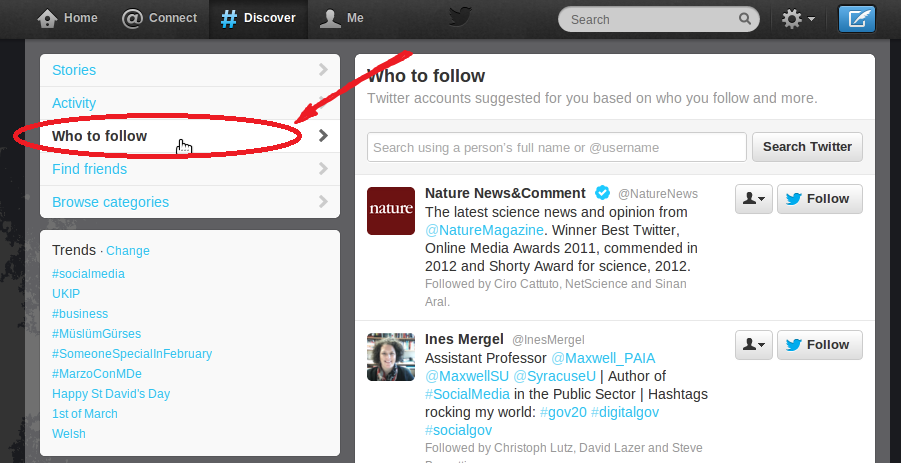 Home
Connect
# Discover
Me
Search
Stories
Activity
Who to follow
Find friends
Browse categories
Trends · Change
#socialmedia
UKIP
#business
#MüslümGürses
#SomeoneSpecialInFebruary
#MarzoConMDe
Happy St David's Day
1st of March
Welsh
Who to follow
Twitter accounts suggested for you based on who you follow and more.
Search using a person's full name or @username
Search Twitter
nature
Nature News&Comment @NatureNews
Follow
The latest science news and opinion from
@NatureMagazine. Winner Best Twitter,
Online Media Awards 2011, commended in
2012 and Shorty Award for science, 2012.
Followed by Ciro Cattuto, NetScience and Sinan
Aral.
Ines Mergel @InesMergel
Follow
Assistant Professor @Maxwell_PAIA
@MaxwellSU @SyracuseU | Author of
#SocialMedia in the Public Sector | Hashtags
rocking my world: #gov20 #digitalgov
#socialgov
Followed by Christoph Lutz, David Lazer and Steve